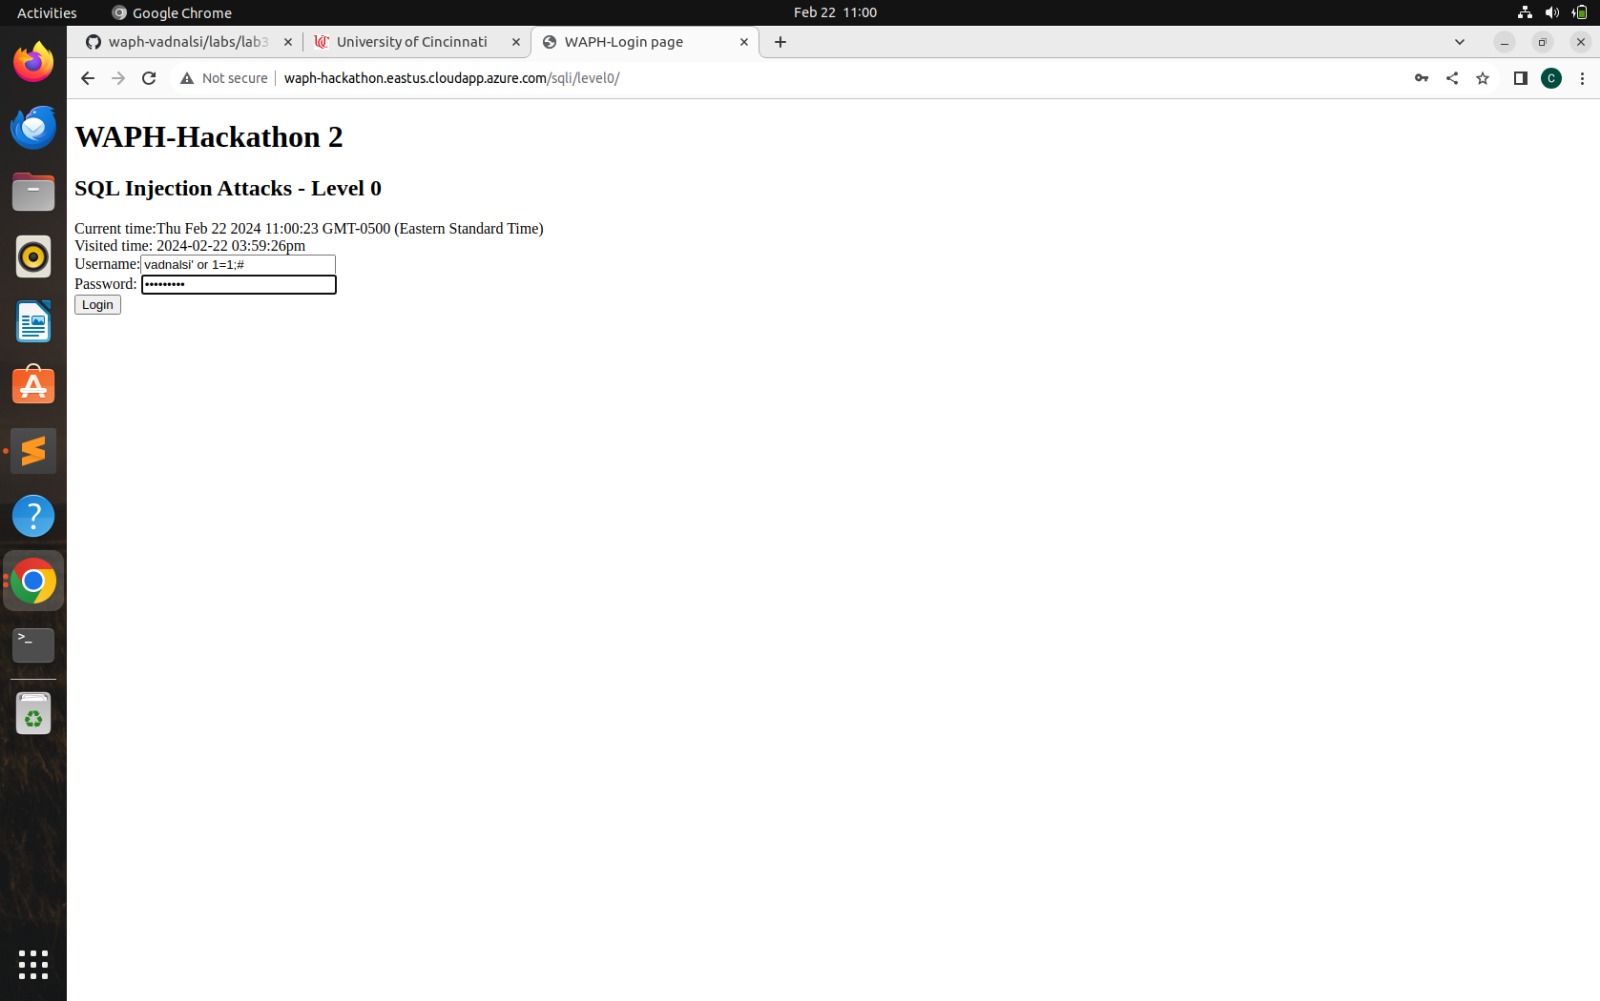 Activities
Google Chrome
Feb 22 11:00
waph-vadnalsi/labs/lab3
University of Cincinnati
WAPH-Login page
Not secure
waph-hackathon.eastus.cloudapp.azure.com/sqli/level0/
C
WAPH-Hackathon 2
SQL Injection Attacks - Level 0
Current time:Thu Feb 22 2024 11:00:23 GMT-0500 (Eastern Standard Time)
Visited time: 2024-02-22 03:59:26pm
Username: vadnalsi' or 1=1;#
Password: •••••••••
Login